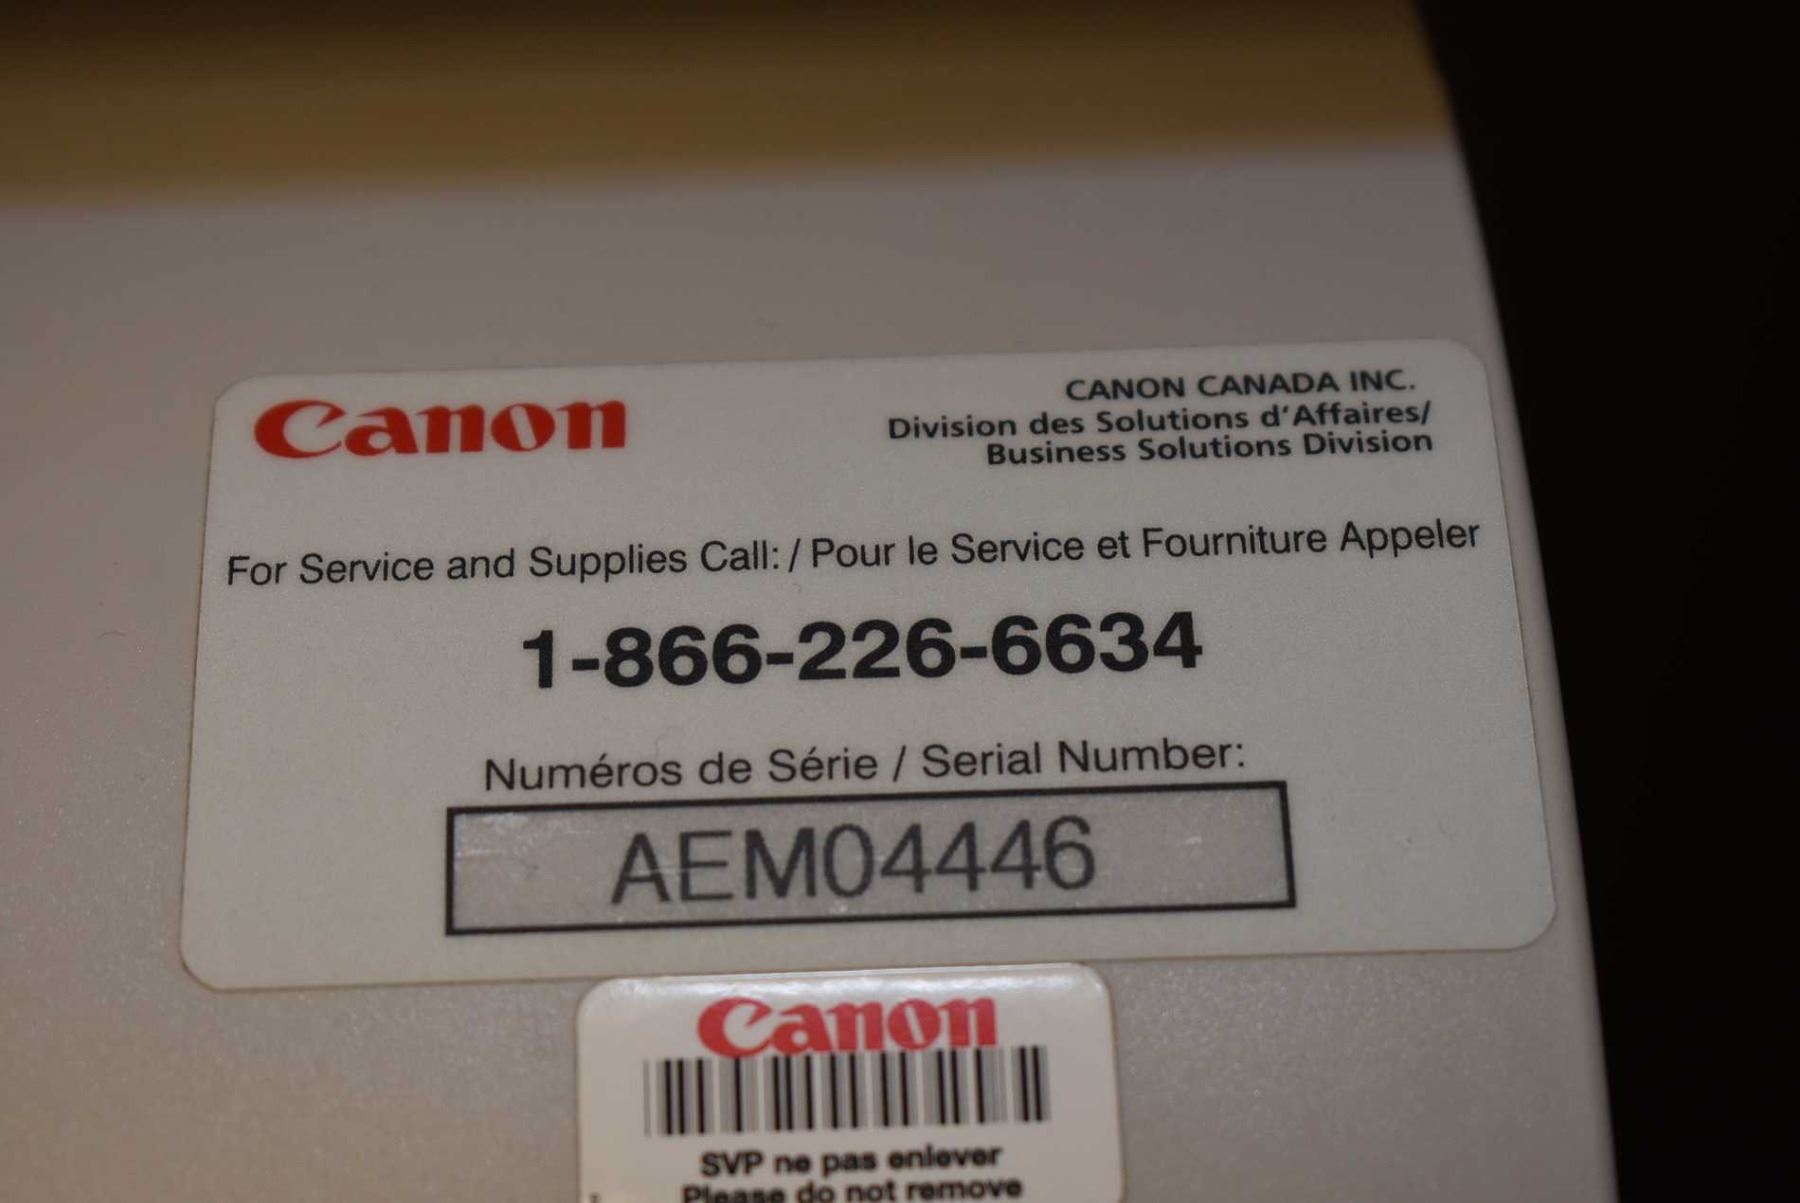 Canon
CANON CANADA INC.
Division des Solutions d'Affaires/
Business Solutions Division
For Service and Supplies Call: / Pour le Service et Fourniture Appeler
1-866-226-6634
Numéros de Série / Serial Number:
AEM04446
Canon
SVP ne pas enlever
Please do not remove